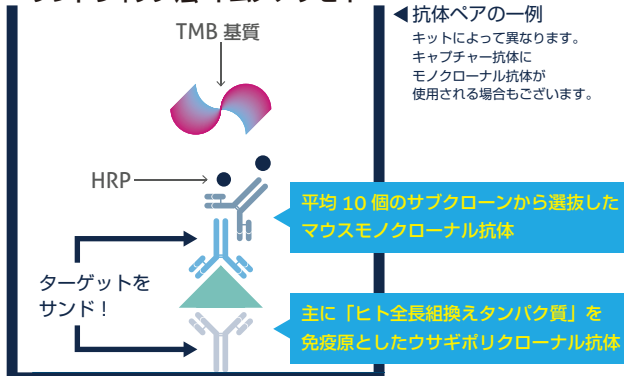 ◀抗体ペアの一例
キットによって異なります。
キャプチャー抗体に
モノクローナル抗体が
使用される場合もございます。
TMB 基質
HRP
平均 10 個のサブクローンから選抜した
マウスモノクローナル抗体
ターゲットを
サンド！
主に「ヒト全長組換えタンパク質」を
免疫原としたウサギポリクローナル抗体